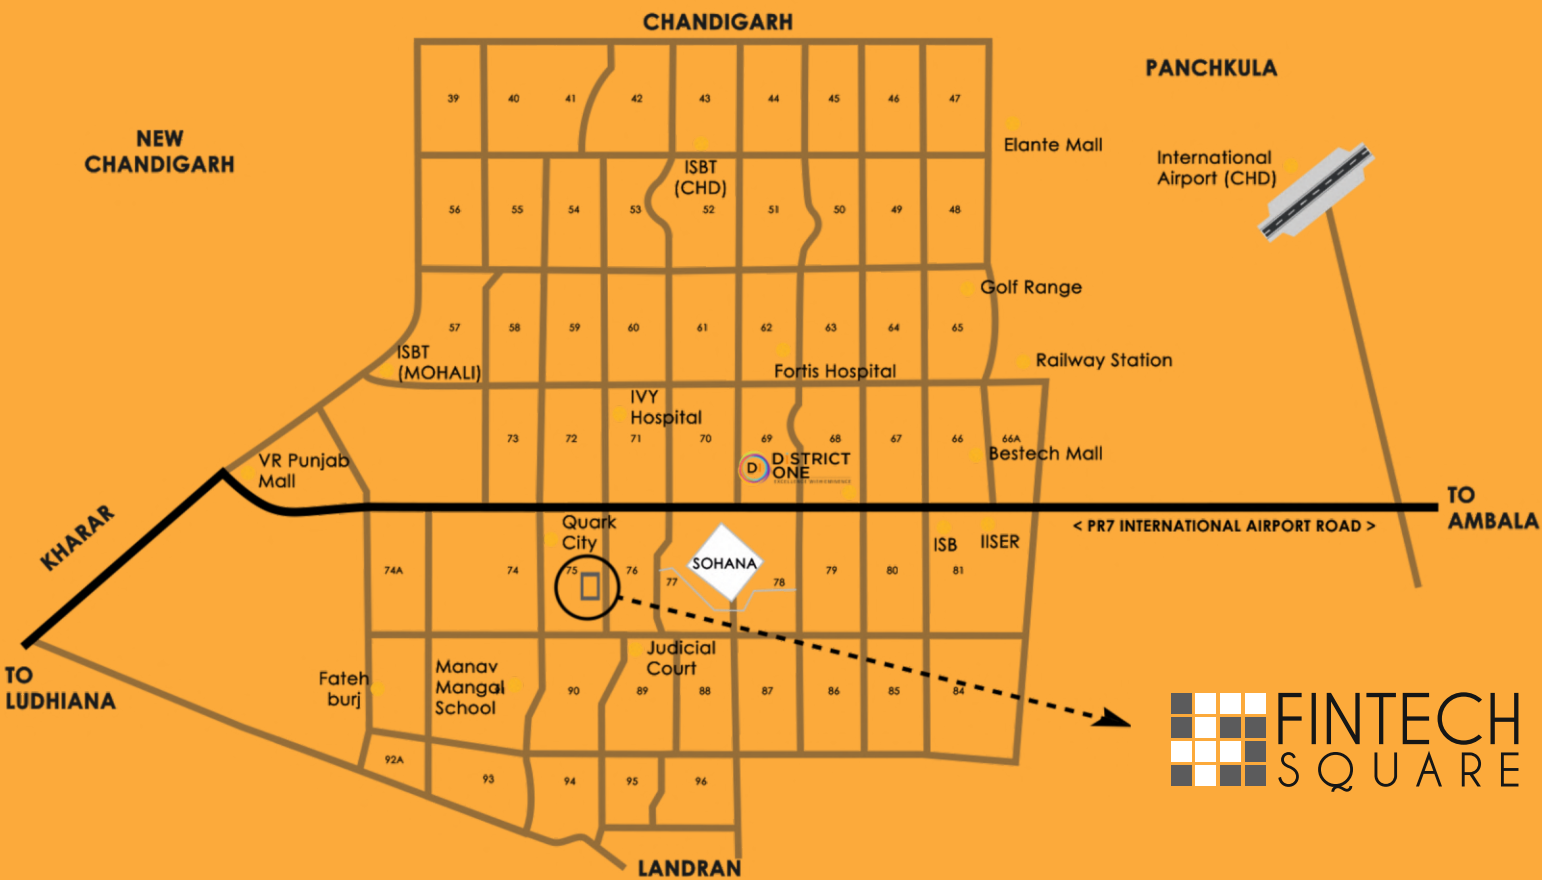 CHANDIGARH
PANCHKULA
NEW
CHANDIGARH
39
40
41
42
43
44
45
46
47
Elante Mall
ISBT
(CHD)
International
Airport (CHD)
56
55
54
53
52
51
50
49
48
Golf Range
57
58
59
60
61
62
63
64
65
ISBT
(MOHALI)
Fortis Hospital
Railway Station
IVY
Hospital
73
72
71
70
69
68
67
66
66A
VR Punjab
Mall
DISTRICT
ONE
Bestech Mall
KHARAR
TO
AMBALA
< PR7 INTERNATIONAL AIRPORT ROAD >
Quark
City
ISB
IISER
SOHANA
74A
74
75
76
77
78
79
80
81
TO
LUDHIANA
Fateh
burj
Manav
Mangal
School
Judicial
Court
90
89
88
87
86
85
84
92A
93
94
95
96
LANDRAN
FINTECH
SQUARE